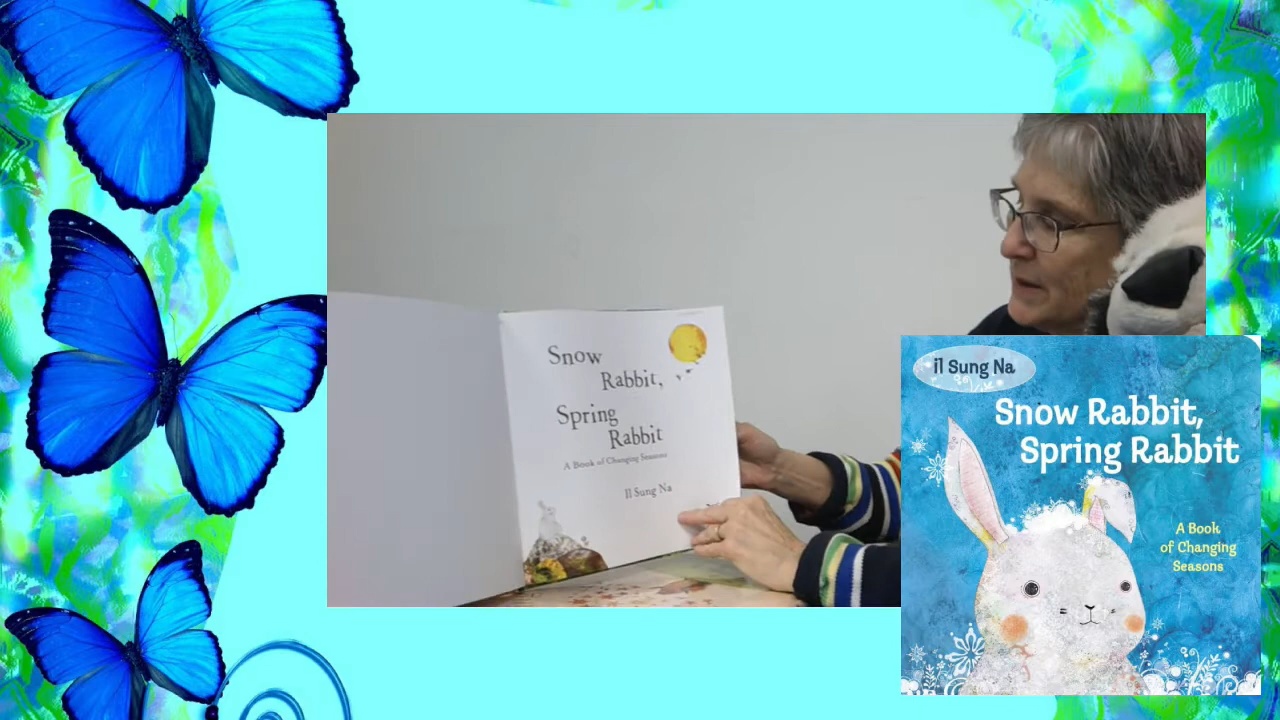 Snow
Rabbit,
Spring
Rabbit
A Book of Changing Seasons
Il Sung Na
il Sung Na
Snow Rabbit,
Spring Rabbit
A Book
of Changing
Seasons